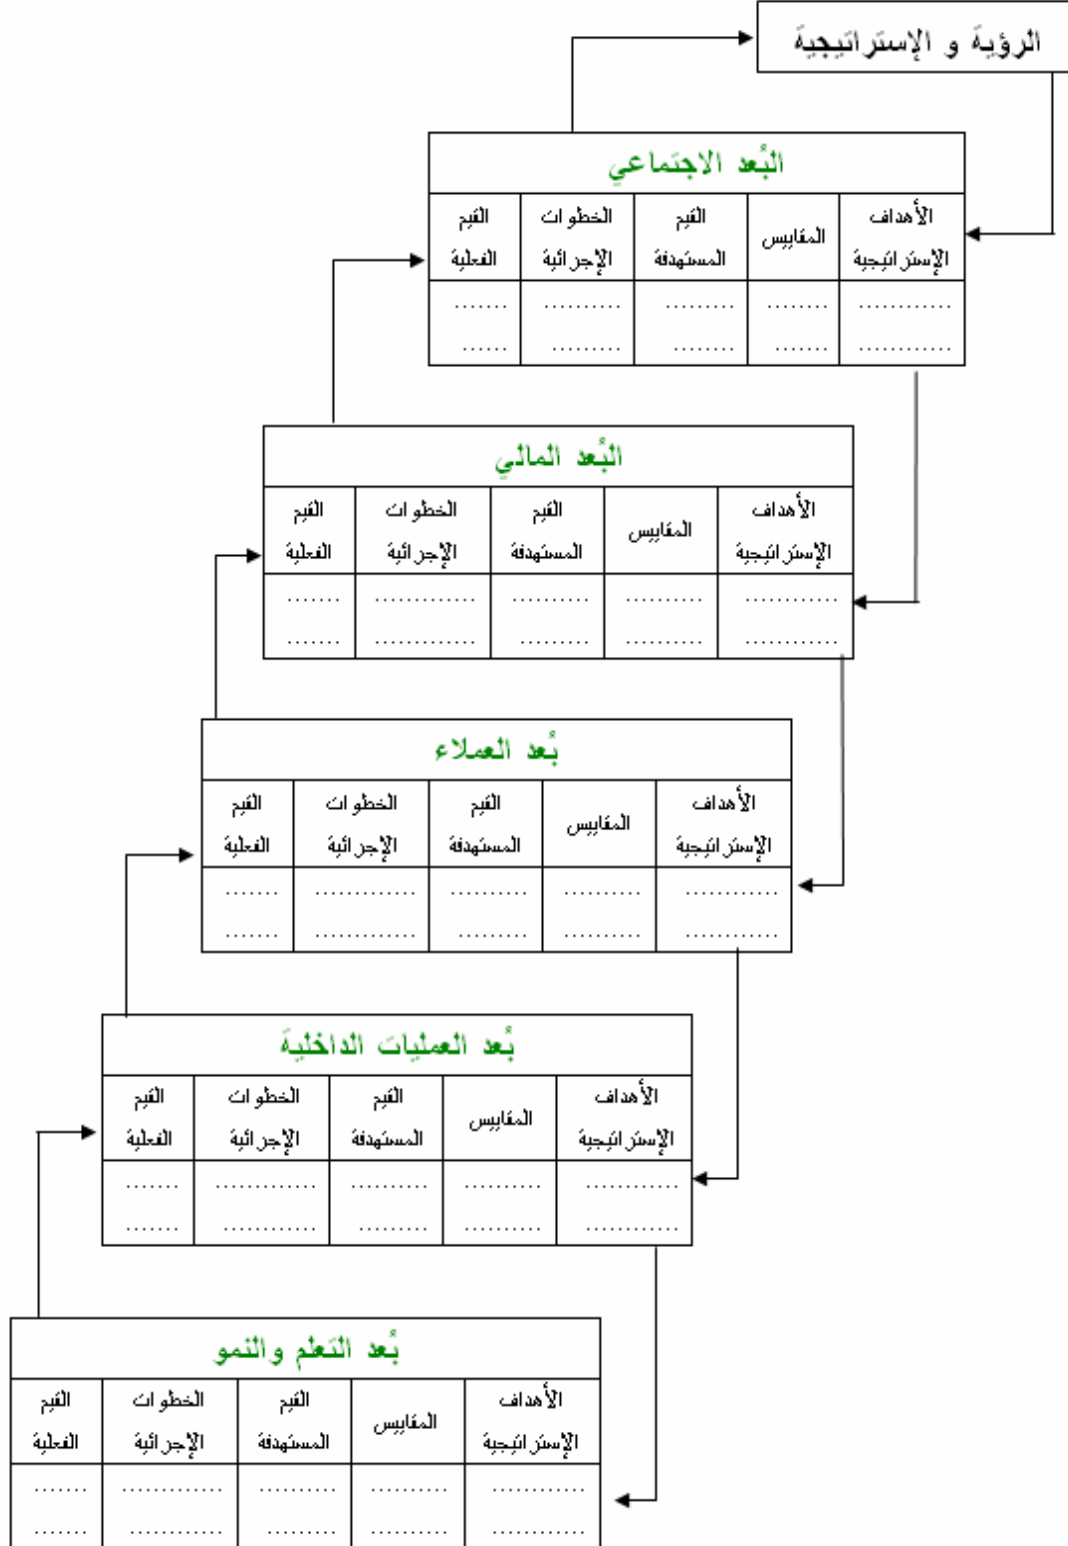 الرؤية و الإستراتيجية
البُعد الاجتماعي
الأهداف الإستراتيجية المقاييس القيم المستهدفة الخطوات الإجرائية القيم الفعلية
............ ........ ......... .......... .......
............ ....... ........ ......... ......
البُعد المالي
الأهداف الإستراتيجية المقاييس القيم المستهدفة الخطوات الإجرائية القيم الفعلية
............ .......... .......... ............. .......
............ .......... ......... ............. .......
بُعد العملاء
الأهداف الإستراتيجية المقاييس القيم المستهدفة الخطوات الإجرائية القيم الفعلية
............ .......... .......... ............. .......
............ .......... ......... ............ .......
بُعد العمليات الداخلية
الأهداف الإستراتيجية المقاييس القيم المستهدفة الخطوات الإجرائية القيم الفعلية
............ .......... .......... ............. .......
............ .......... ......... ............ .......
بُعد التعلم والنمو
الأهداف الإستراتيجية المقاييس القيم المستهدفة الخطوات الإجرائية القيم الفعلية
............ .......... .......... ............. .......
............ .......... ......... ............ .......